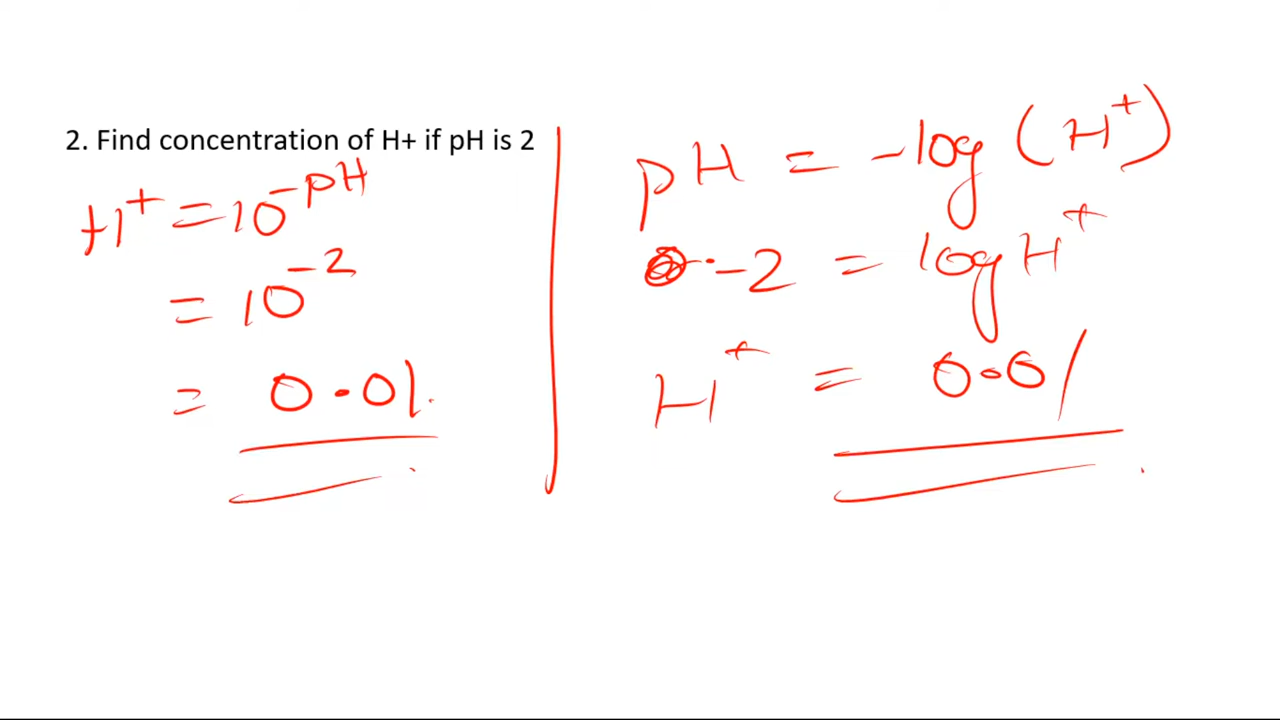 2. Find concentration of H+ if pH is 2
H⁺ = 10⁻ᵖᴴ
= 10⁻²
= 0.01
pH = -log (H⁺)
-2 = log H⁺
H⁺ = 0.01